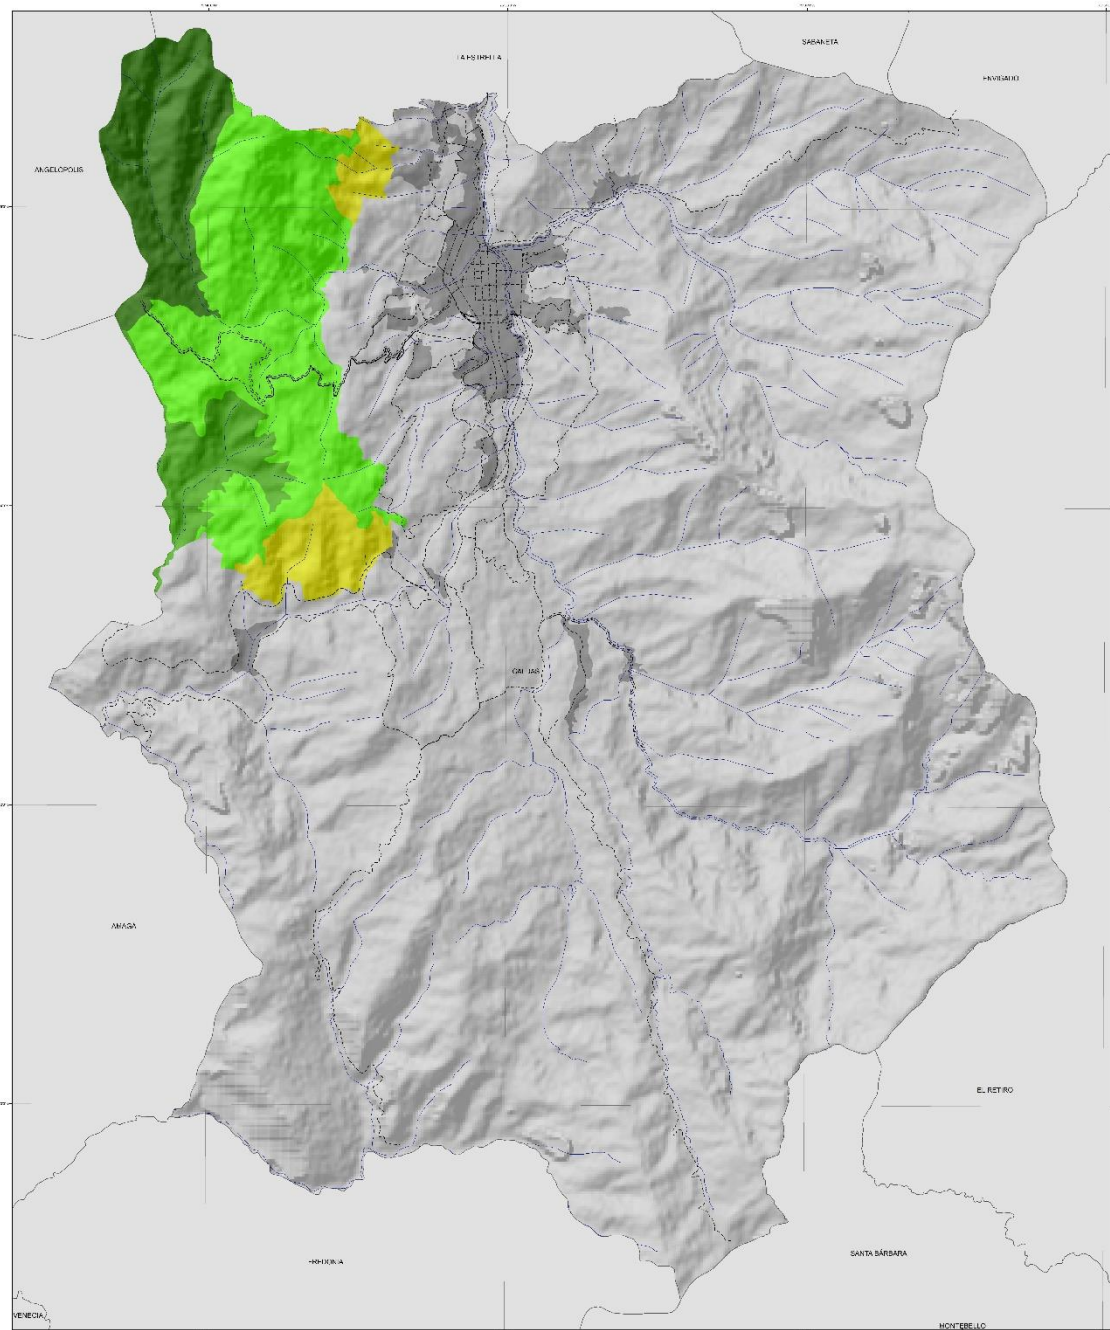 SABANETA
LA ESTRELLA
ENVIGADO
ANGELOPOLIS
CALDAS
AMAGA
EL RETIRO
SANTA BÁRBARA
FREDONIA
VENECIA
MONTEBELLO